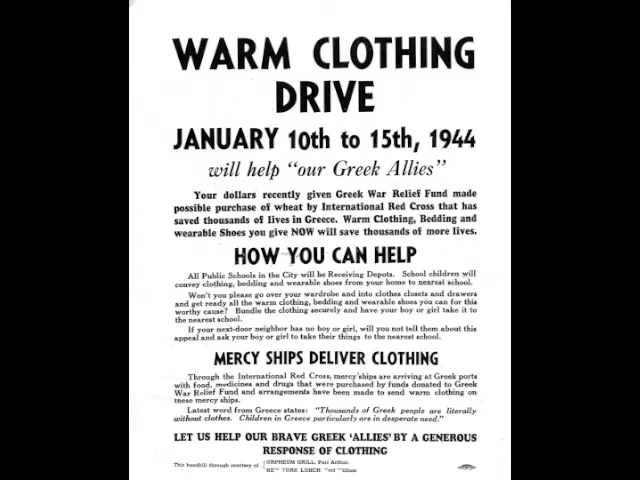 WARM CLOTHING
DRIVE
JANUARY 10th to 15th, 1944
will help "our Greek Allies"
Your dollars recently given Greek War Relief Fund made
possible purchase of wheat by International Red Cross that has
saved thousands of lives in Greece. Warm Clothing, Bedding and
wearable Shoes you give NOW will save thousands of more lives.
HOW YOU CAN HELP
All Public Schools in the City will be Receiving Depots. School children will
convey clothing, bedding and wearable shoes from your home to nearest school.
Won't you please go over your wardrobe and into clothes closets and drawers
and get ready all the warm clothing, bedding and wearable shoes you can for this
worthy cause? Bundle the clothing securely and have your boy or girl take it to
the nearest school.
If your next-door neighbor has no boy or girl, will you not tell them about this
appeal and ask your boy or girl to take their things to the nearest school.
MERCY SHIPS DELIVER CLOTHING
Through the International Red Cross, mercy ships are arriving at Greek ports
with food, medicines and drugs that were purchased by funds donated to Greek
War Relief Fund and arrangements have been made to send warm clothing on
these mercy ships.
Latest word from Greece states: "Thousands of Greek people are literally
without clothes. Children in Greece particularly are in desperate need."
LET US HELP OUR BRAVE GREEK 'ALLIES' BY A GENEROUS
RESPONSE OF CLOTHING
This handbill through courtesy of
ORPHEUM GRILL, Port Arthur.
NEW YORK LUNCH